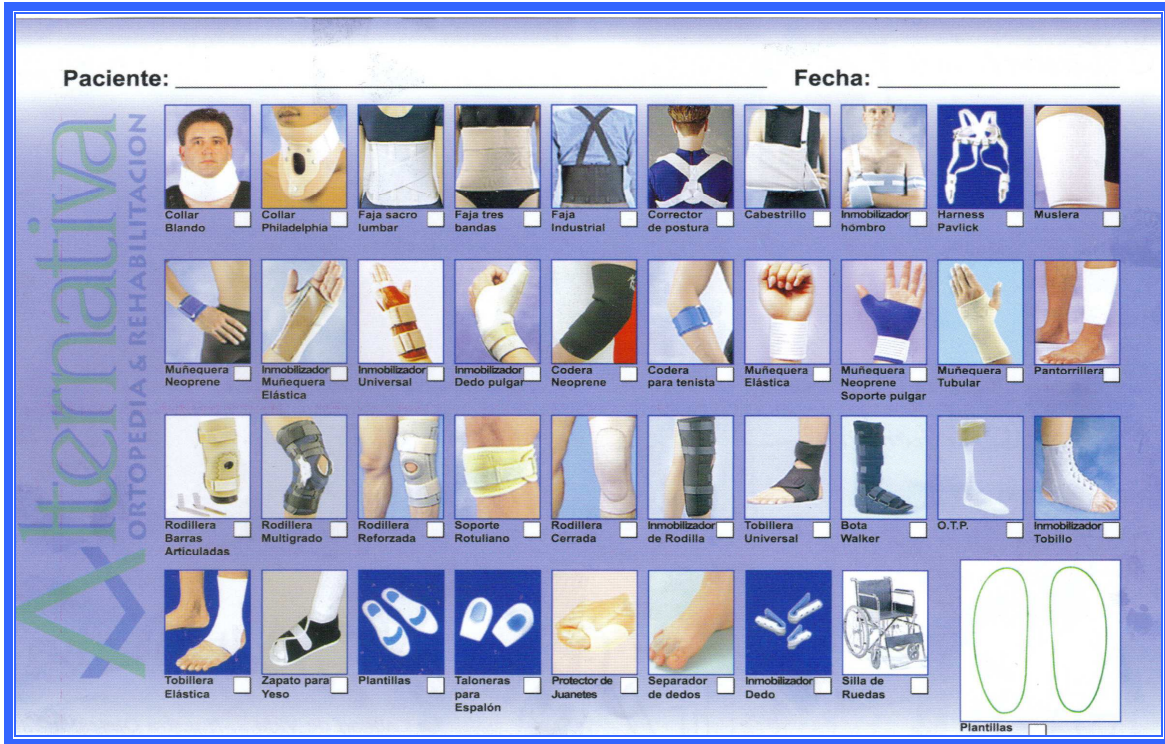 Paciente:
Fecha:
Alternativa
ORTOPEDIA & REHABILITACION
Collar
Blando
Collar
Philadelphia
Faja sacro
lumbar
Faja tres
bandas
Faja
Industrial
Corrector
de postura
Cabestrillo
Inmobilizador
hómbro
Harness
Pavlick
Muslera
Muñequera
Neoprene
Inmobilizador
Muñequera
Elástica
Inmobilizador
Universal
Inmobilizador
Dedo pulgar
Codera
Neoprene
Codera
para tenista
Muñequera
Elástica
Muñequera
Neoprene
Soporte pulgar
Muñequera
Tubular
Pantorrillera
Rodillera
Barras
Articuladas
Rodillera
Multigrado
Rodillera
Reforzada
Soporte
Rotuliano
Rodillera
Cerrada
Inmobilizador
de Rodilla
Tobillera
Universal
Bota
Walker
O.T.P.
Inmobilizador
Tobillo
Tobillera
Elástica
Zapato para
Yeso
Plantillas
Taloneras
para
Espalón
Protector de
Juanetes
Separador
de dedos
Inmobilizador
Dedo
Silla de
Ruedas
Plantillas